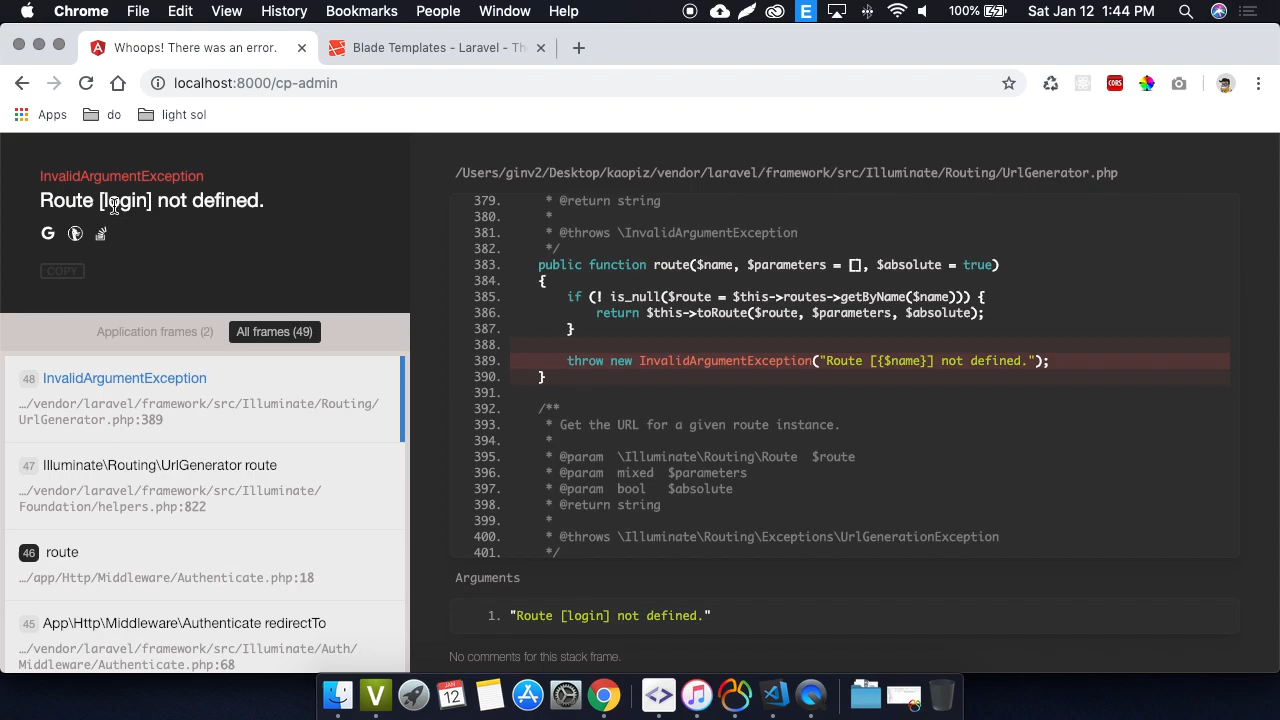 Chrome File Edit View History Bookmarks People Window Help E 100% Sat Jan 12 1:44 PM
Whoops! There was an error. Blade Templates - Laravel - Th
localhost:8000/cp-admin CORS
Apps do light sol
InvalidArgumentException
Route [login] not defined.
G
COPY
Application frames (2) All frames (49)
48 InvalidArgumentException
…/vendor/laravel/framework/src/Illuminate/Routing/
UrlGenerator.php:389
47 Illuminate\Routing\UrlGenerator route
…/vendor/laravel/framework/src/Illuminate/
Foundation/helpers.php:822
46 route
…/app/Http/Middleware/Authenticate.php:18
45 App\Http\Middleware\Authenticate redirectTo
…/vendor/laravel/framework/src/Illuminate/Auth/
Middleware/Authenticate.php:68
/Users/ginv2/Desktop/kaopiz/vendor/laravel/framework/src/Illuminate/Routing/UrlGenerator.php
379. * @return string
380. *
381. * @throws \InvalidArgumentException
382. */
383. public function route($name, $parameters = [], $absolute = true)
384. {
385. if (! is_null($route = $this->routes->getByName($name))) {
386. return $this->toRoute($route, $parameters, $absolute);
387. }
388.
389. throw new InvalidArgumentException("Route [{$name}] not defined.");
390. }
391.
392. /**
393. * Get the URL for a given route instance.
394. *
395. * @param \Illuminate\Routing\Route $route
396. * @param mixed $parameters
397. * @param bool $absolute
398. * @return string
399. *
400. * @throws \Illuminate\Routing\Exceptions\UrlGenerationException
401. */
Arguments
1. "Route [login] not defined."
No comments for this stack frame.
V JAN 12